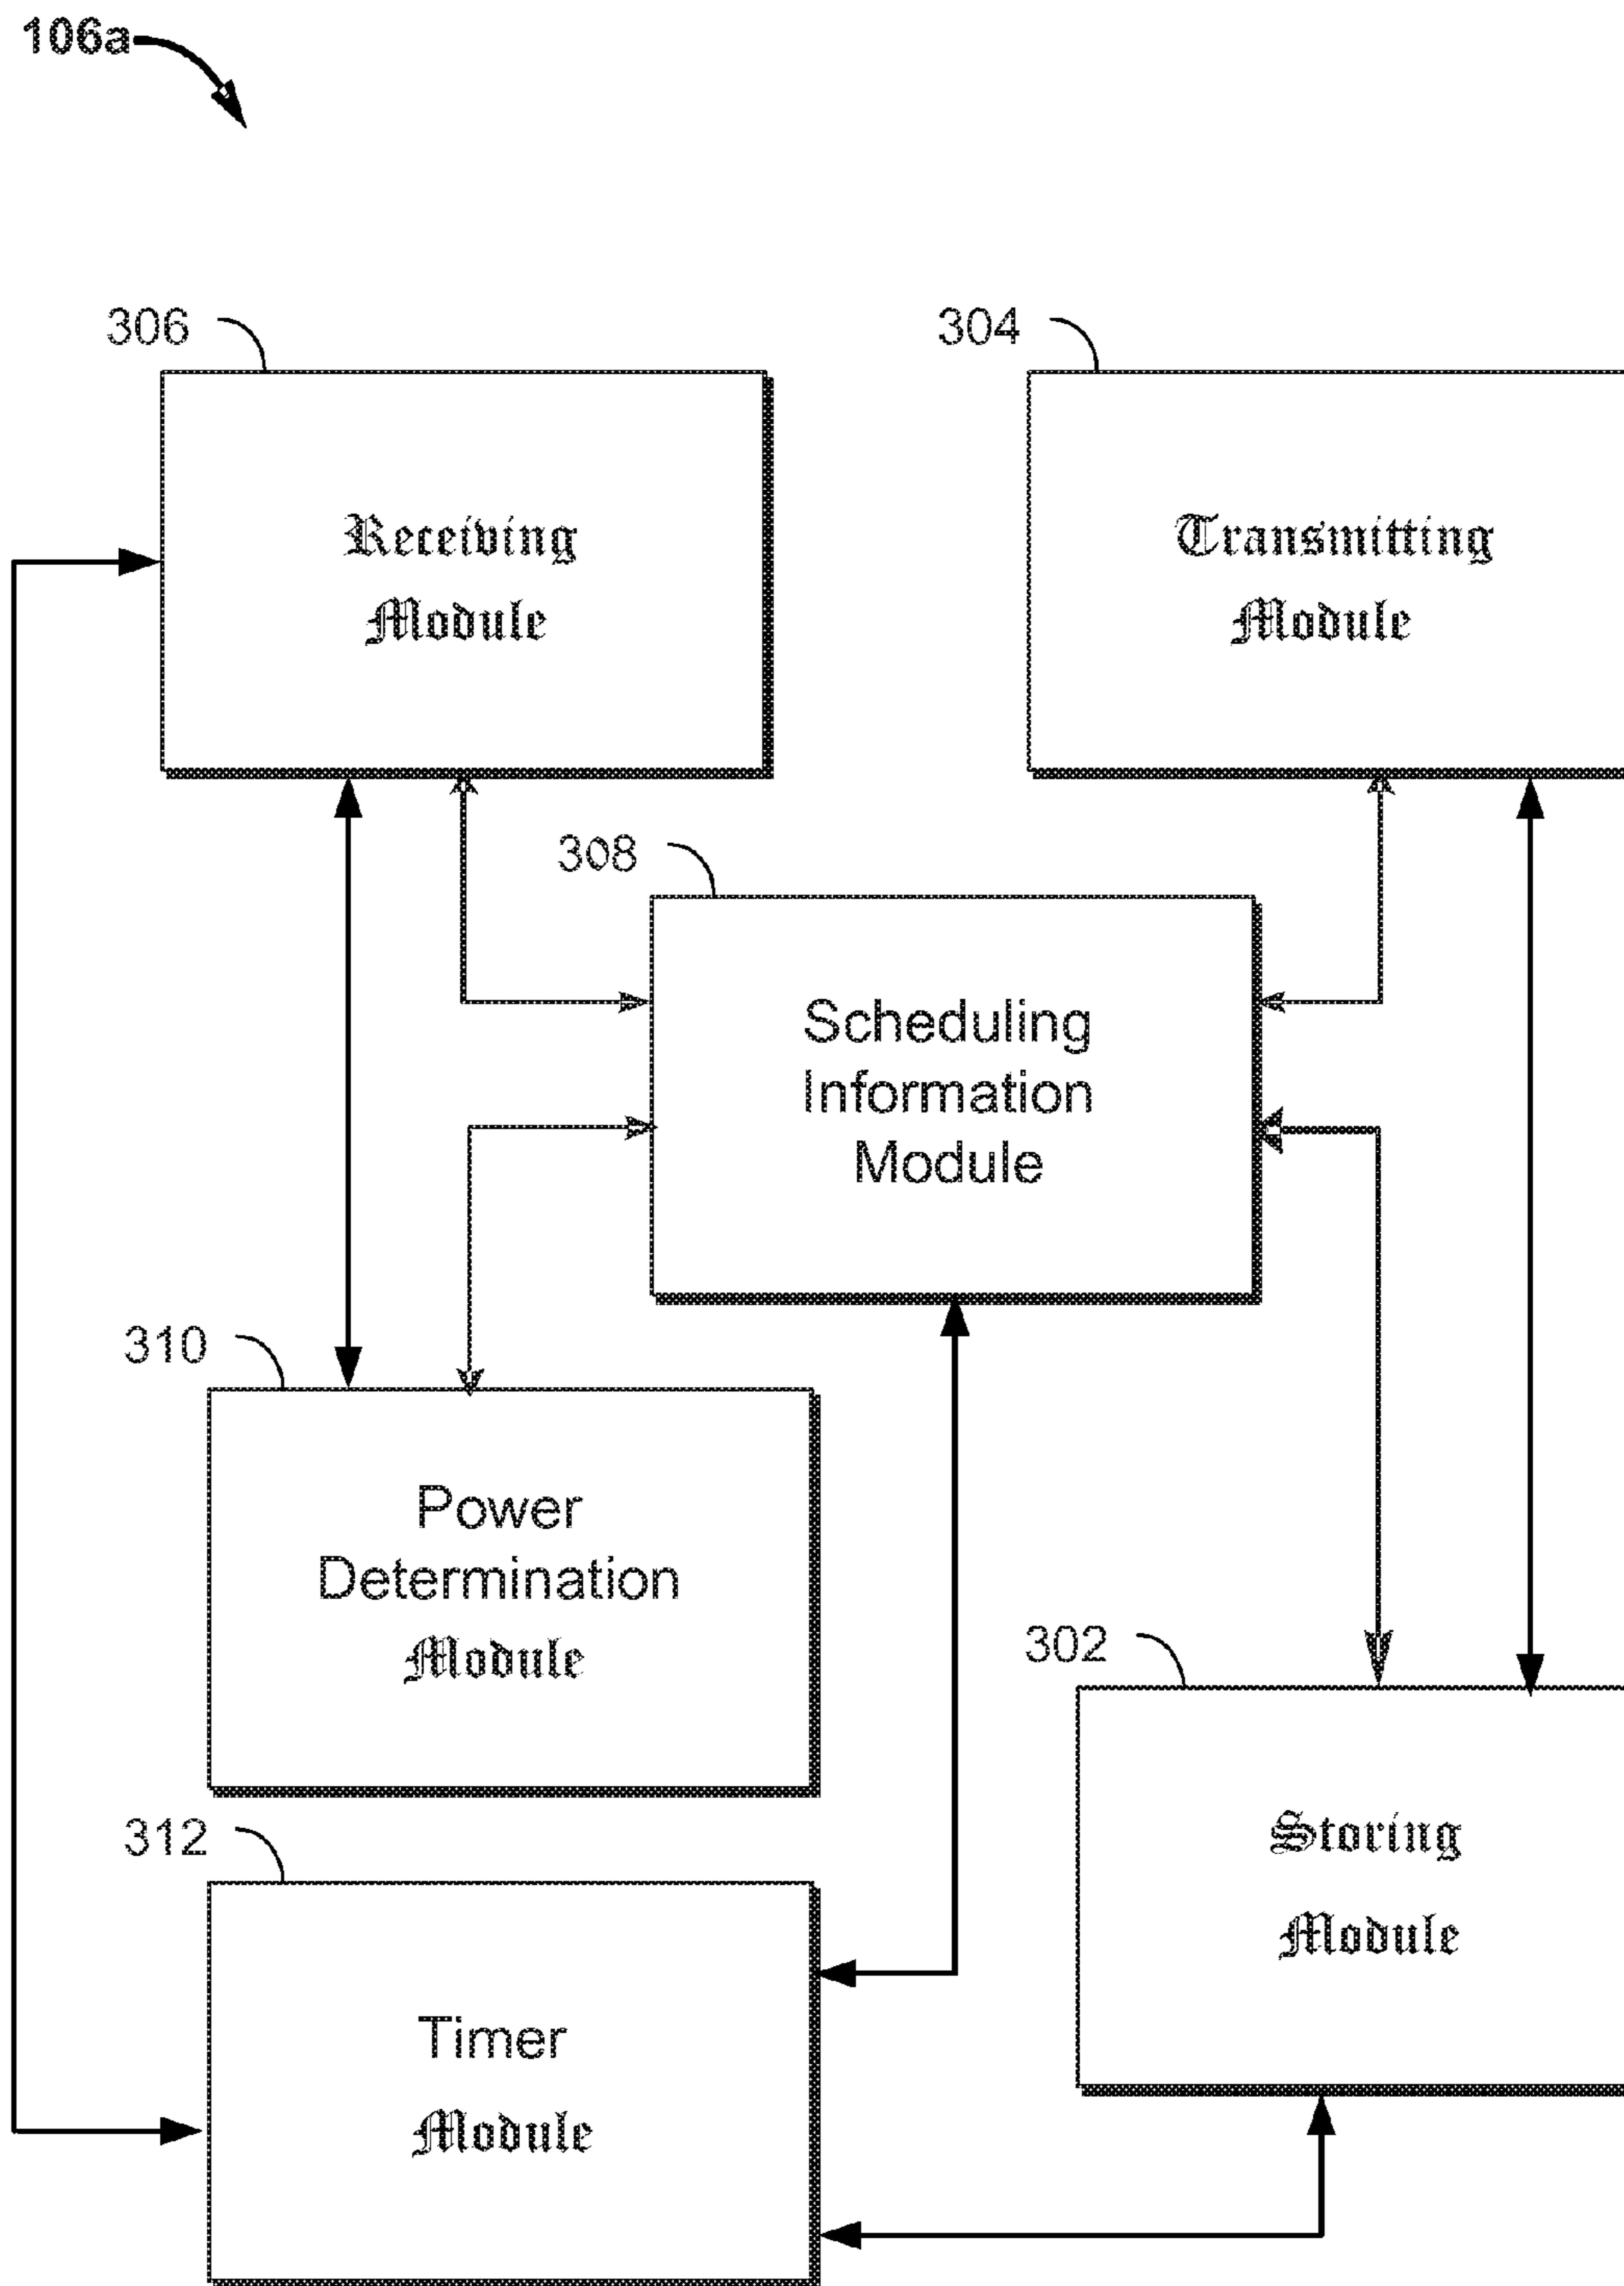 106a
306
304
Receiving
Module
Transmitting
Module
308
Scheduling
Information
Module
310
Power
Determination
Module
302
Storing
Module
312
Timer
Module